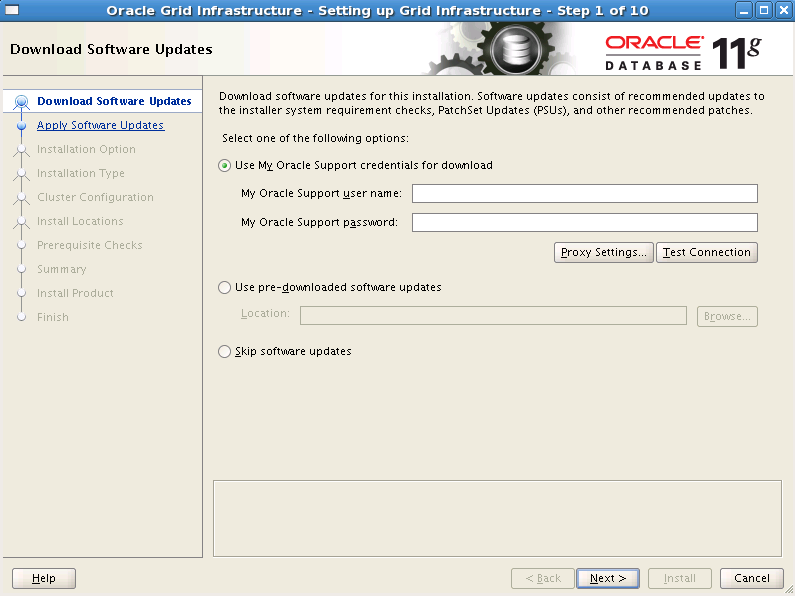 Oracle Grid Infrastructure - Setting up Grid Infrastructure - Step 1 of 10
Download Software Updates
ORACLE
DATABASE 11g
Download Software Updates
Apply Software Updates
Installation Option
Installation Type
Cluster Configuration
Install Locations
Prerequisite Checks
Summary
Install Product
Finish
Download software updates for this installation. Software updates consist of recommended updates to
the installer system requirement checks, PatchSet Updates (PSUs), and other recommended patches.
Select one of the following options:
Use My Oracle Support credentials for download
My Oracle Support user name:
My Oracle Support password:
Proxy Settings... Test Connection
Use pre-downloaded software updates
Location: Browse...
Skip software updates
Help < Back Next > Install Cancel